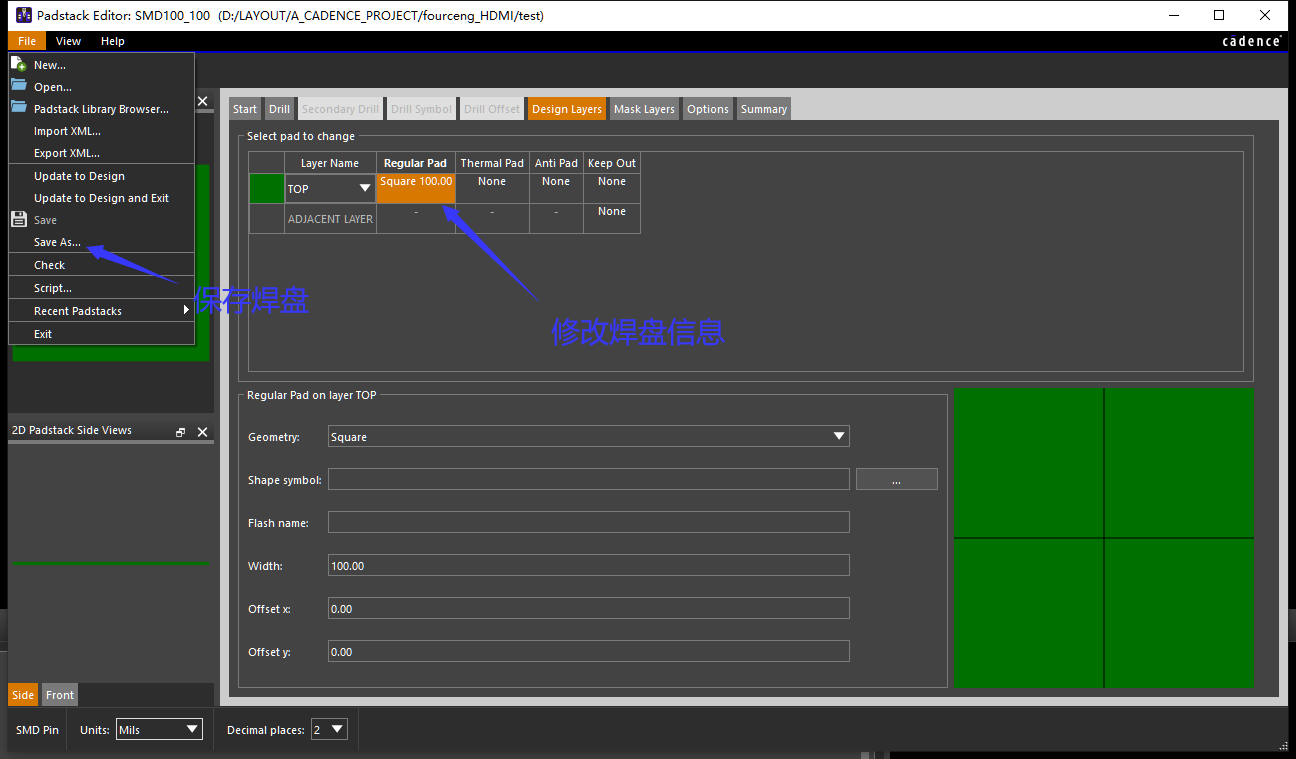 Padstack Editor: SMD100_100 (D:/LAYOUT/A_CADENCE_PROJECT/fourceng_HDMI/test)
File View Help
cādence®
New...
Open...
Padstack Library Browser...
Import XML...
Export XML...
Update to Design
Update to Design and Exit
Save
Save As...
Check
Script...
Recent Padstacks
Exit
保存焊盘
Start Drill Secondary Drill Drill Symbol Drill Offset Design Layers Mask Layers Options Summary
Select pad to change
Layer Name Regular Pad Thermal Pad Anti Pad Keep Out
TOP Square 100.00 None None None
ADJACENT LAYER - - - None
修改焊盘信息
Regular Pad on layer TOP
Geometry: Square
Shape symbol: ...
Flash name:
Width: 100.00
Offset x: 0.00
Offset y: 0.00
2D Padstack Side Views
Side Front
SMD Pin Units: Mils Decimal places: 2